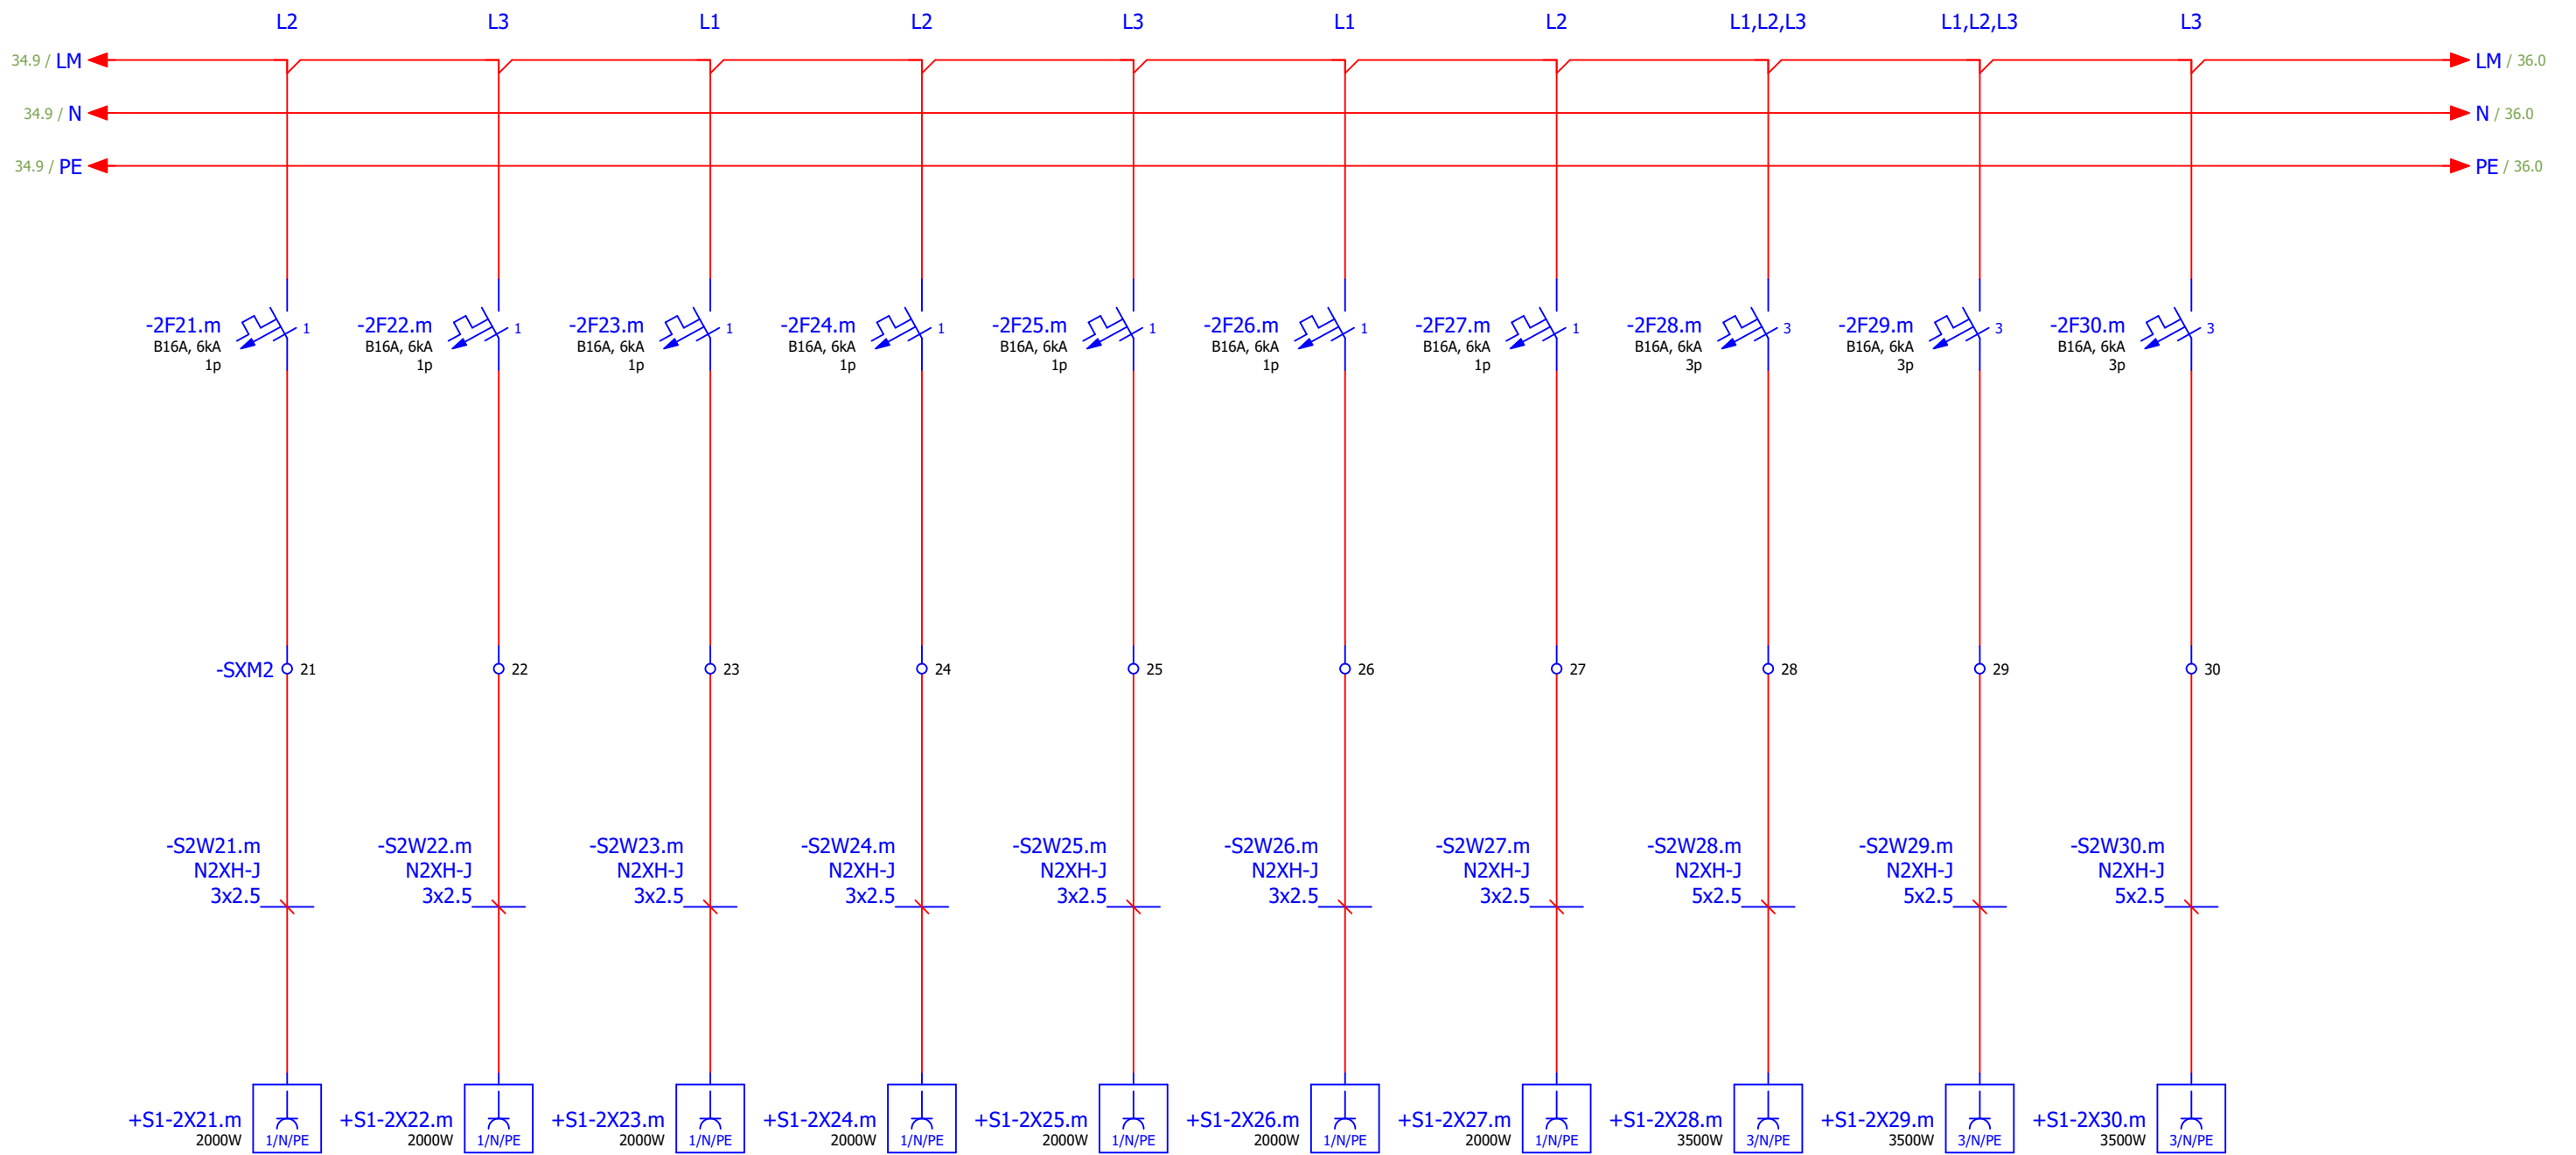 L2 L3 L1 L2 L3 L1 L2 L1,L2,L3 L1,L2,L3 L3
34.9 / LM LM / 36.0
34.9 / N N / 36.0
34.9 / PE PE / 36.0
-2F21.m 1 -2F22.m 1 -2F23.m 1 -2F24.m 1 -2F25.m 1 -2F26.m 1 -2F27.m 1 -2F28.m 3 -2F29.m 3 -2F30.m 3
B16A, 6kA B16A, 6kA B16A, 6kA B16A, 6kA B16A, 6kA B16A, 6kA B16A, 6kA B16A, 6kA B16A, 6kA B16A, 6kA
1p 1p 1p 1p 1p 1p 1p 3p 3p 3p
-SXM2 21 22 23 24 25 26 27 28 29 30
-S2W21.m -S2W22.m -S2W23.m -S2W24.m -S2W25.m -S2W26.m -S2W27.m -S2W28.m -S2W29.m -S2W30.m
N2XH-J N2XH-J N2XH-J N2XH-J N2XH-J N2XH-J N2XH-J N2XH-J N2XH-J N2XH-J
3x2.5 3x2.5 3x2.5 3x2.5 3x2.5 3x2.5 3x2.5 5x2.5 5x2.5 5x2.5
+S1-2X21.m +S1-2X22.m +S1-2X23.m +S1-2X24.m +S1-2X25.m +S1-2X26.m +S1-2X27.m +S1-2X28.m +S1-2X29.m +S1-2X30.m
2000W 1/N/PE 2000W 1/N/PE 2000W 1/N/PE 2000W 1/N/PE 2000W 1/N/PE 2000W 1/N/PE 2000W 1/N/PE 3500W 3/N/PE 3500W 3/N/PE 3500W 3/N/PE